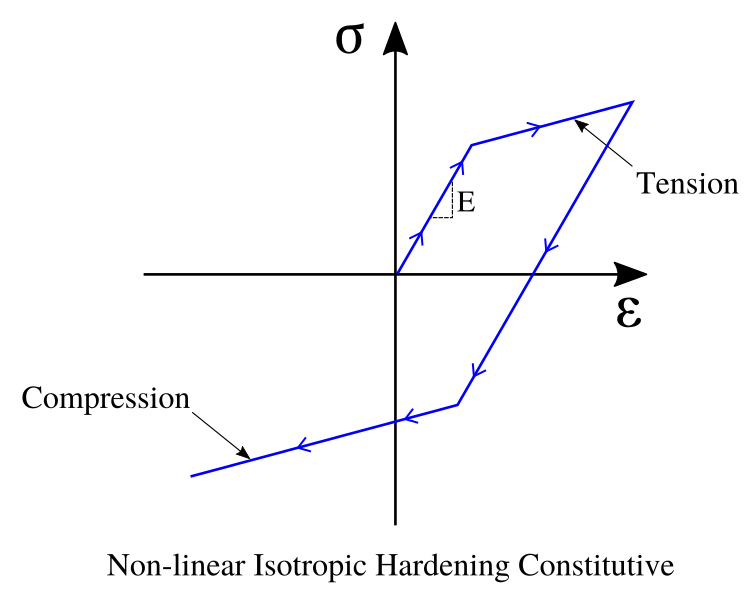 σ
E
Tension
ε
Compression
Non-linear Isotropic Hardening Constitutive